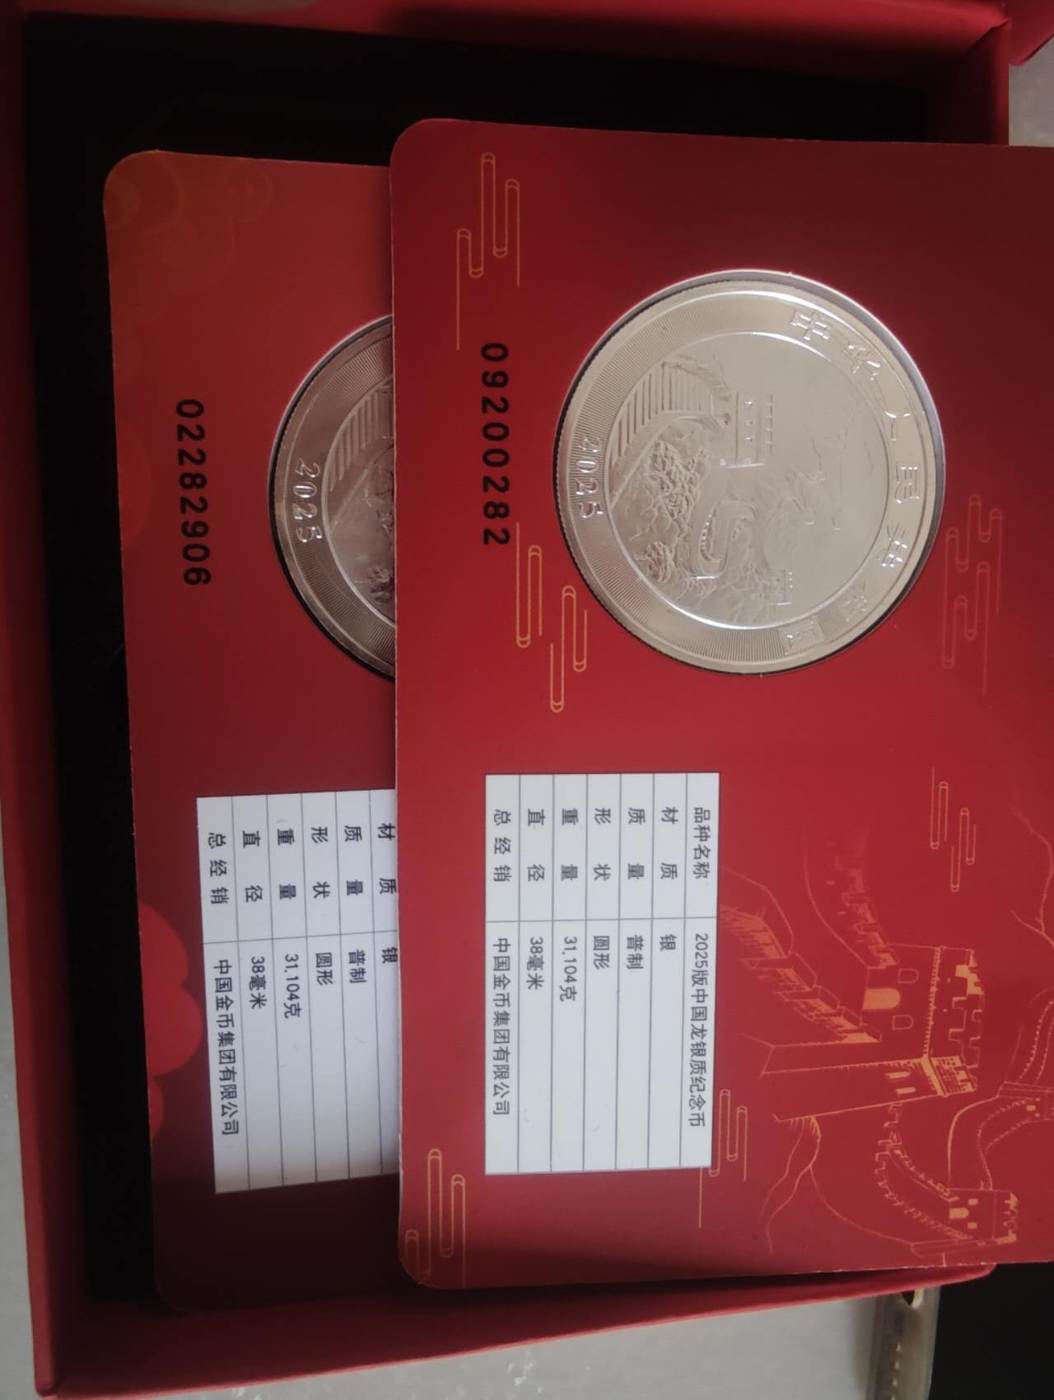 02282906
2025
材 质 银
质 量 普制
形 状 圆形
重 量 31.104克
直 径 38毫米
总 经 销 中国金币集团有限公司
09200282
中华人民共和国
2025
品种名称 2025版中国龙银质纪念币
材 质 银
质 量 普制
形 状 圆形
重 量 31.104克
直 径 38毫米
总 经 销 中国金币集团有限公司